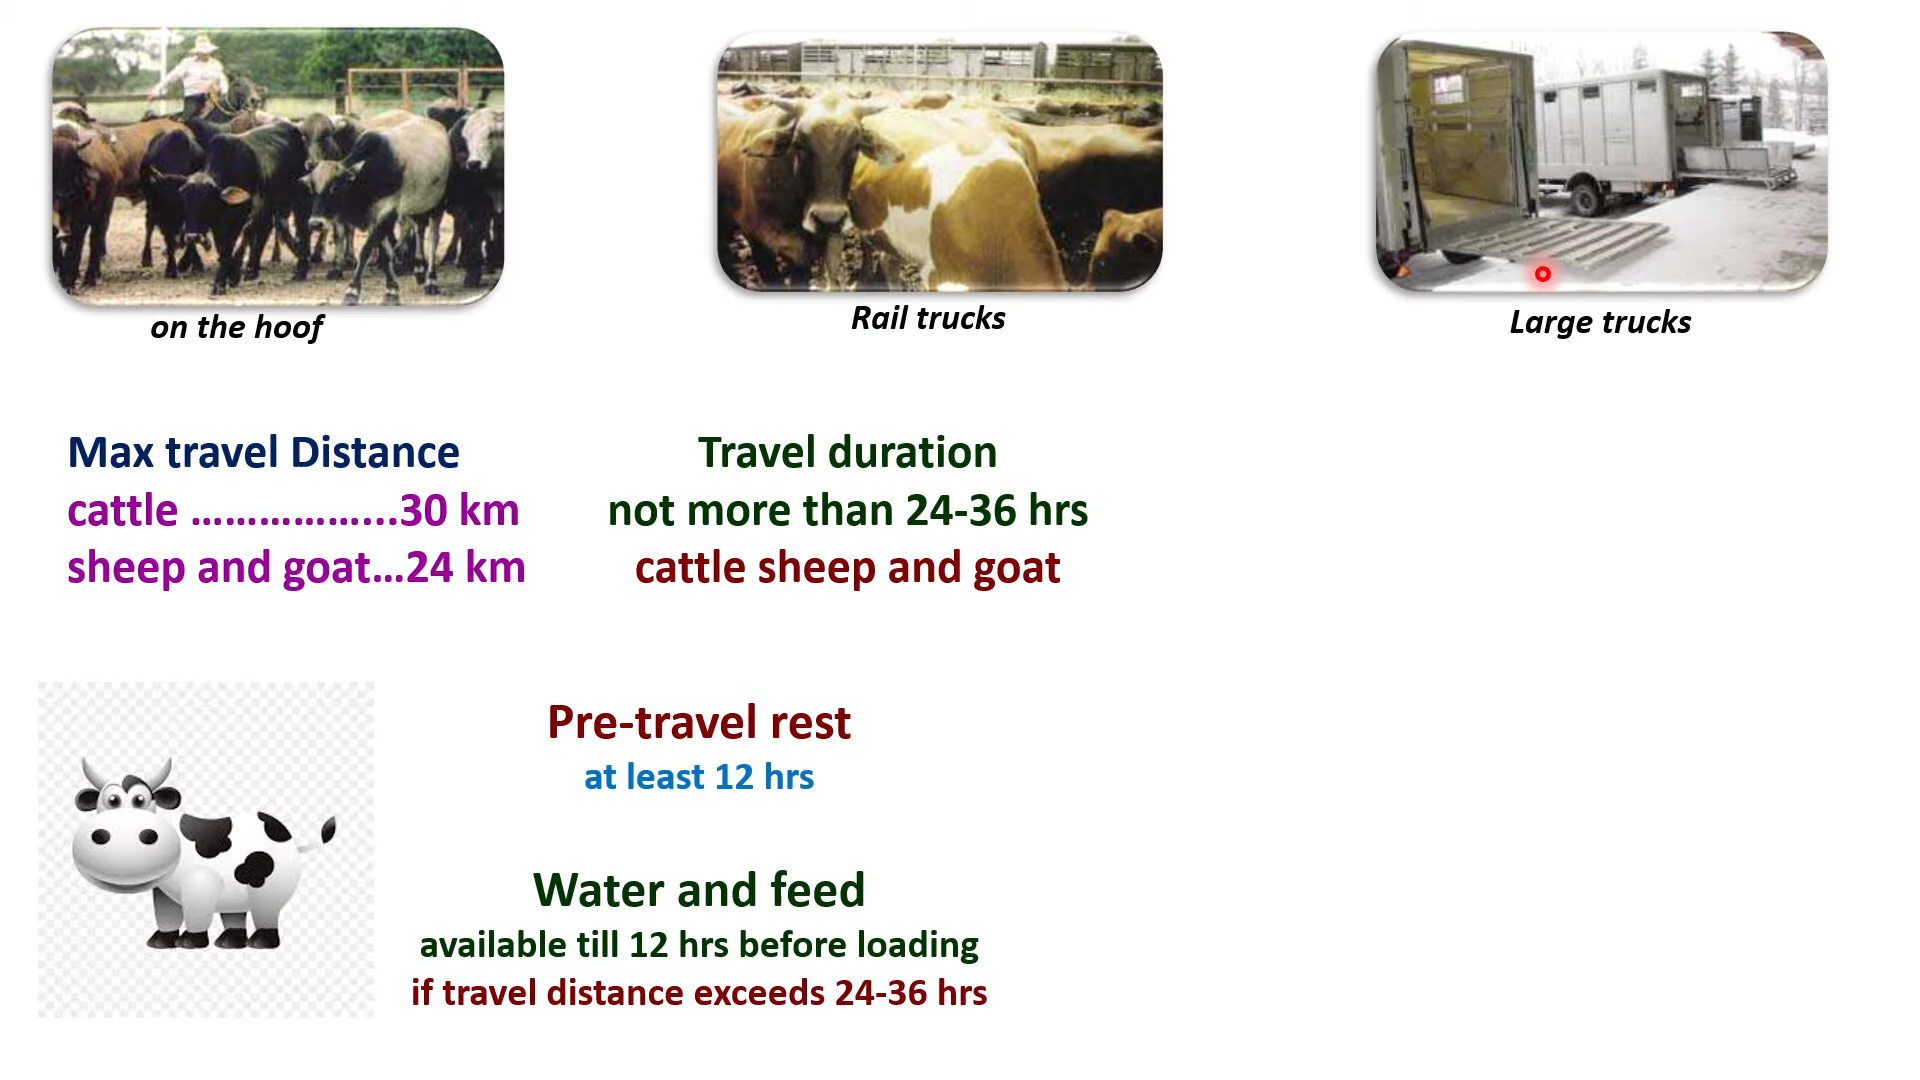 on the hoof
Rail trucks
Large trucks
Max travel Distance
cattle ……………...30 km
sheep and goat...24 km
Travel duration
not more than 24-36 hrs
cattle sheep and goat
Pre-travel rest
at least 12 hrs
Water and feed
available till 12 hrs before loading
if travel distance exceeds 24-36 hrs